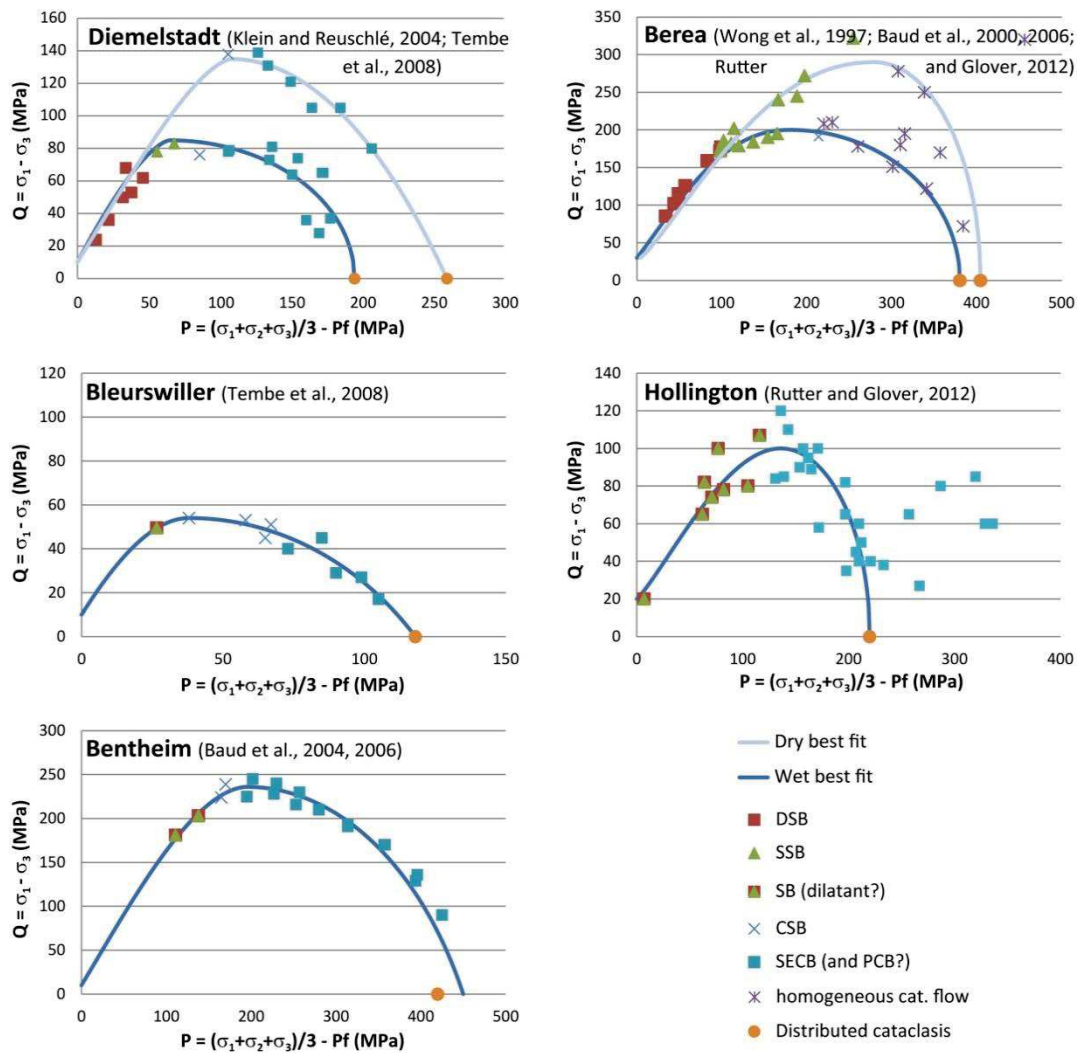 Diemelstadt (Klein and Reuschlé, 2004; Tembe
et al., 2008)
Q = σ1 - σ3 (MPa)
160
140
120
100
80
60
40
20
0
0 50 100 150 200 250 300
P = (σ1+σ2+σ3)/3 - Pf (MPa)
Berea (Wong et al., 1997; Baud et al., 2000, 2006;
Rutter and Glover, 2012)
Q = σ1 - σ3 (MPa)
350
300
250
200
150
100
50
0
0 100 200 300 400 500
P = (σ1+σ2+σ3)/3 - Pf (MPa)
Bleurswiller (Tembe et al., 2008)
Q = σ1 - σ3 (MPa)
120
100
80
60
40
20
0
0 50 100 150
P = (σ1+σ2+σ3)/3 - Pf (MPa)
Hollington (Rutter and Glover, 2012)
Q = σ1 - σ3 (MPa)
140
120
100
80
60
40
20
0
0 100 200 300 400
P = (σ1+σ2+σ3)/3 - Pf (MPa)
Bentheim (Baud et al., 2004, 2006)
Q = σ1 - σ3 (MPa)
300
250
200
150
100
50
0
0 100 200 300 400 500
P = (σ1+σ2+σ3)/3 - Pf (MPa)
Dry best fit
Wet best fit
DSB
SSB
SB (dilatant?)
CSB
SECB (and PCB?)
homogeneous cat. flow
Distributed cataclasis